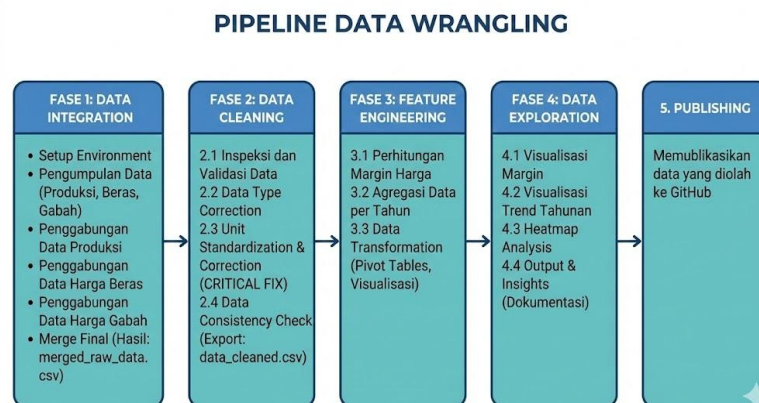 PIPELINE DATA WRANGLING
FASE 1: DATA
INTEGRATION
• Setup Environment
• Pengumpulan Data
(Produksi, Beras,
Gabah)
• Penggabungan
Data Produksi
• Penggabungan
Data Harga Beras
• Penggabungan
Data Harga Gabah
• Merge Final (Hasil:
merged_raw_data.
csv)
FASE 2: DATA
CLEANING
2.1 Inspeksi dan
Validasi Data
2.2 Data Type
Correction
2.3 Unit
Standardization &
Correction
(CRITICAL FIX)
2.4 Data
Consistency Check
(Export:
data_cleaned.csv)
FASE 3: FEATURE
ENGINEERING
3.1 Perhitungan
Margin Harga
3.2 Agregasi Data
per Tahun
3.3 Data
Transformation
(Pivot Tables,
Visualisasi)
FASE 4: DATA
EXPLORATION
4.1 Visualisasi
Margin
4.2 Visualisasi
Trend Tahunan
4.3 Heatmap
Analysis
4.4 Output &
Insights
(Dokumentasi)
5. PUBLISHING
Memublikasikan
data yang diolah
ke GitHub